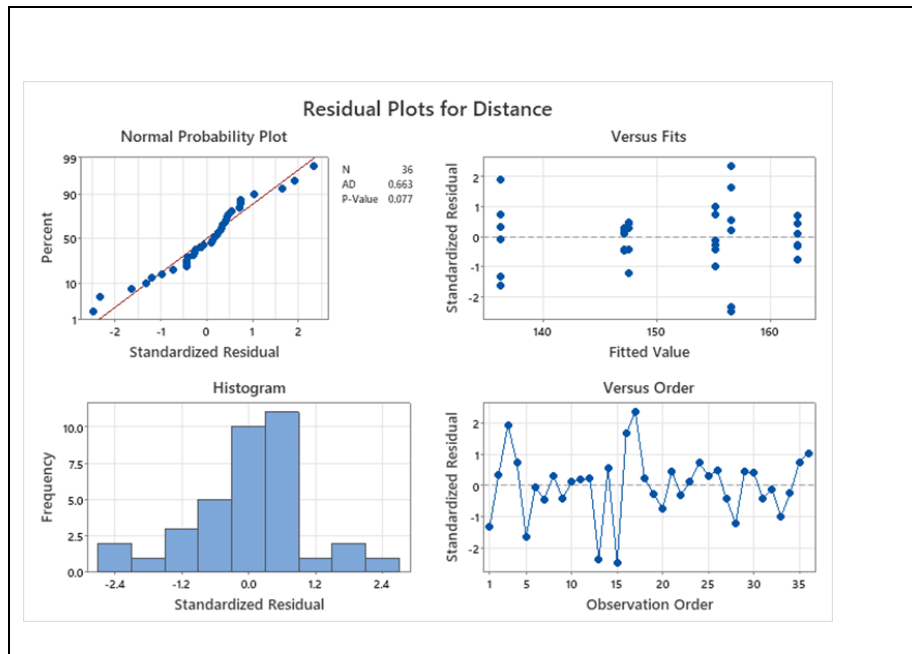 Residual Plots for Distance
Normal Probability Plot
99
90
50
10
1
Percent
-2 -1 0 1 2
Standardized Residual
N 36
AD 0.663
P-Value 0.077
Versus Fits
2
1
0
-1
-2
Standardized Residual
140 150 160
Fitted Value
Histogram
10.0
7.5
5.0
2.5
0.0
Frequency
-2.4 -1.2 0.0 1.2 2.4
Standardized Residual
Versus Order
2
1
0
-1
-2
Standardized Residual
1 5 10 15 20 25 30 35
Observation Order